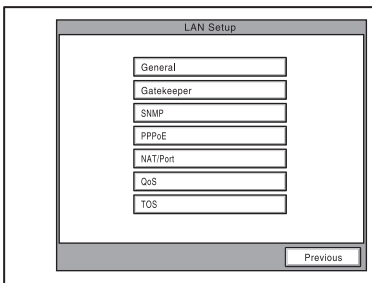 LAN Setup
General
Gatekeeper
SNMP
PPPoE
NAT/Port
QoS
TOS
Previous